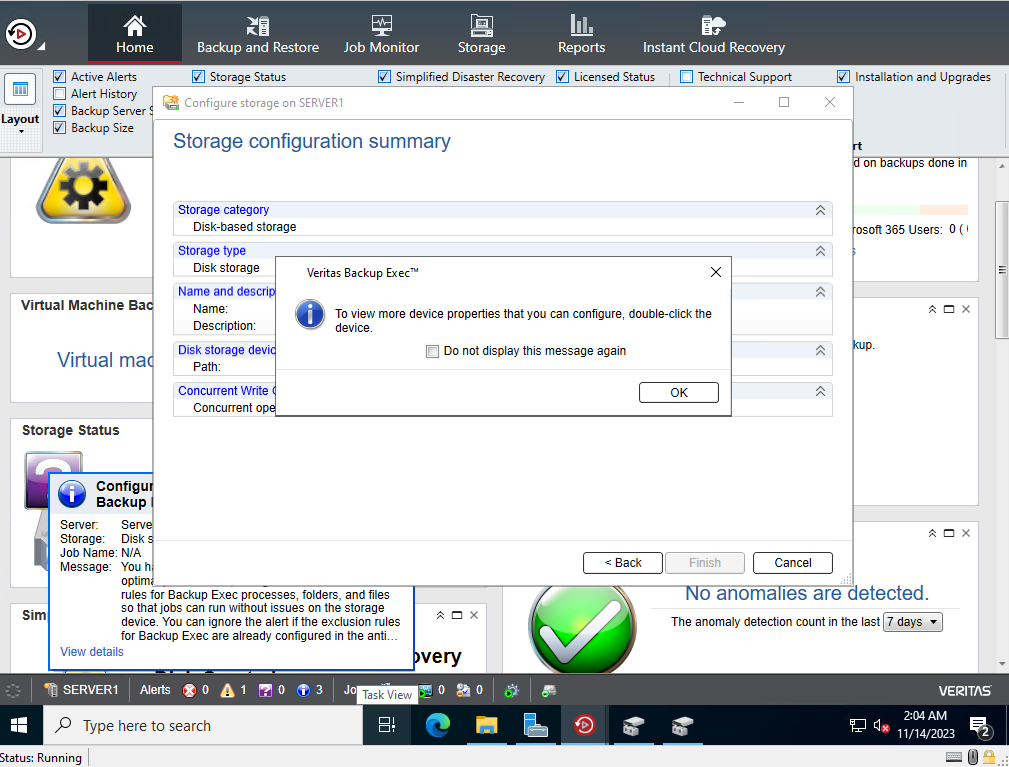 Home
Backup and Restore
Job Monitor
Storage
Reports
Instant Cloud Recovery
Layout
Active Alerts
Alert History
Backup Server S
Backup Size
Storage Status
Simplified Disaster Recovery
Licensed Status
Technical Support
Installation and Upgrades
Configure storage on SERVER1
Storage configuration summary
Storage category
Disk-based storage
Storage type
Disk storage
Name and descrip
Name:
Description:
Disk storage devic
Path:
Concurrent Write
Concurrent ope
Veritas Backup Exec™
To view more device properties that you can configure, double-click the
device.
Do not display this message again
OK
< Back
Finish
Cancel
rt
d on backups done in
rosoft 365 Users: 0 (
s
kup.
Virtual Machine Bac
Virtual mac
Storage Status
Configur
Backup
Server: Serve
Storage: Disk s
Job Name: N/A
Message: You ha
optima
rules for Backup Exec processes, folders, and files
so that jobs can run without issues on the storage
device. You can ignore the alert if the exclusion rules
for Backup Exec are already configured in the anti...
View details
Sim
overy
No anomalies are detected.
The anomaly detection count in the last 7 days
SERVER1
Alerts 0 1 0 3
Jo
0 0
VERITAS
Task View
Type here to search
2:04 AM
11/14/2023
2
Status: Running